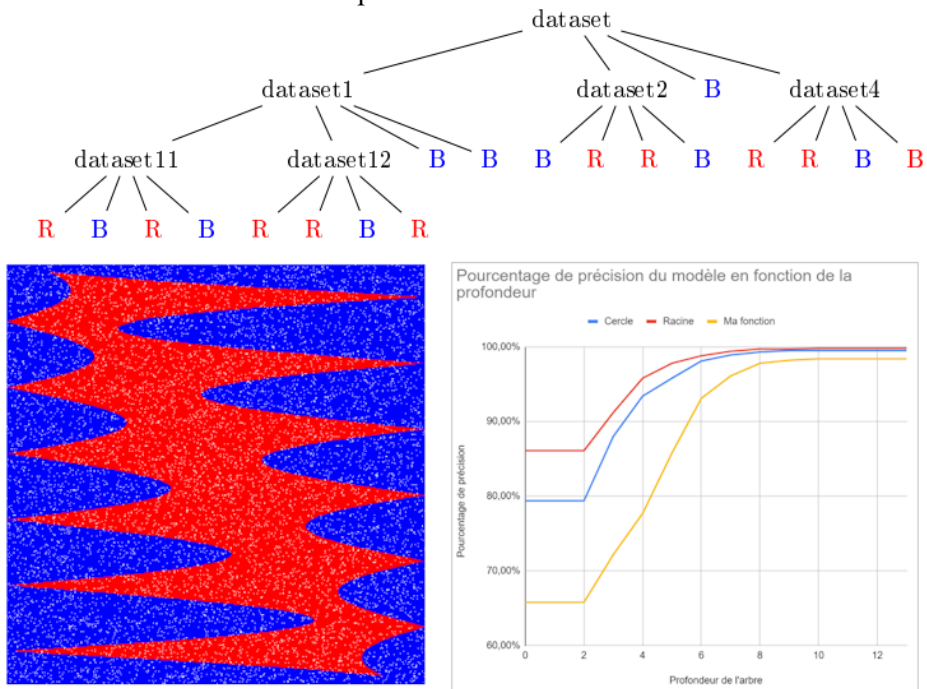 dataset
dataset1 dataset2 B dataset4
dataset11 dataset12 B B B R R B R R B B
R B R B R R B R
Pourcentage de précision du modèle en fonction de la
profondeur
Cercle Racine Ma fonction
100,00%
90,00%
80,00%
70,00%
60,00%
0 2 4 6 8 10 12
Pourcentage de précision
Profondeur de l'arbre